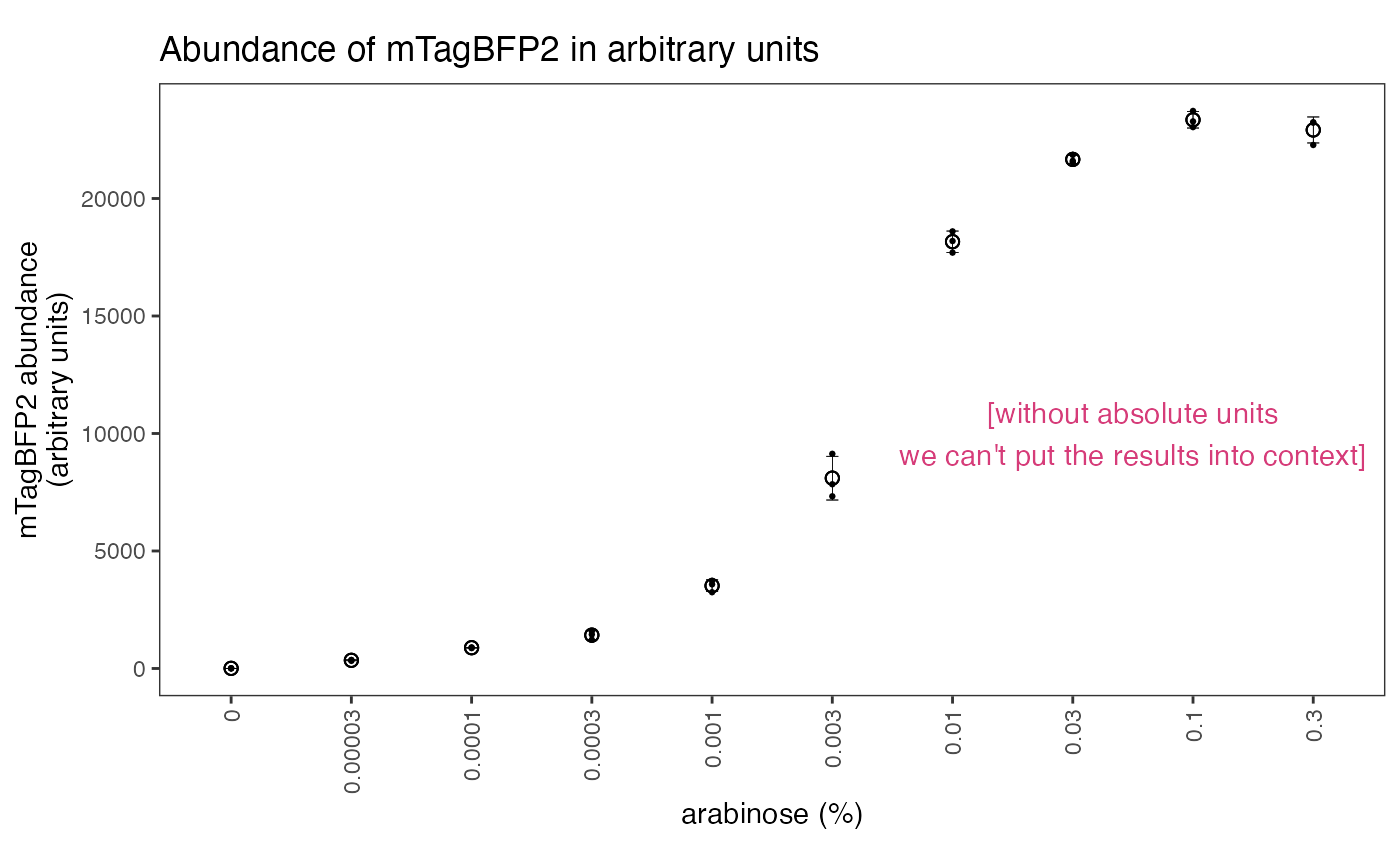 Abundance of mTagBFP2 in arbitrary units
mTagBFP2 abundance
(arbitrary units)
20000
15000
10000
5000
0
[without absolute units
we can't put the results into context]
0
0.00003
0.0001
0.0003
0.001
0.003
0.01
0.03
0.1
0.3
arabinose (%)